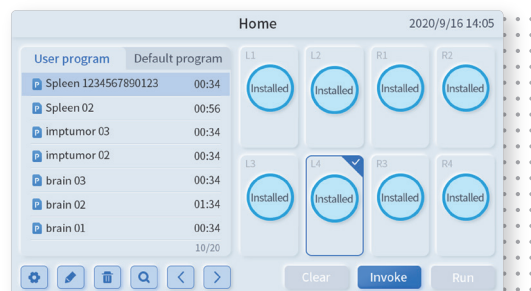 Home
2020/9/16 14:05
User program
Default program
Spleen 1234567890123 00:34
Spleen 02 00:56
imptumor 03 00:34
imptumor 02 00:34
brain 03 00:34
brain 02 01:34
brain 01 00:34
10/20
L1
Installed
L2
Installed
R1
Installed
R2
Installed
L3
Installed
L4
Installed
R3
Installed
R4
Installed
Clear
Invoke
Run